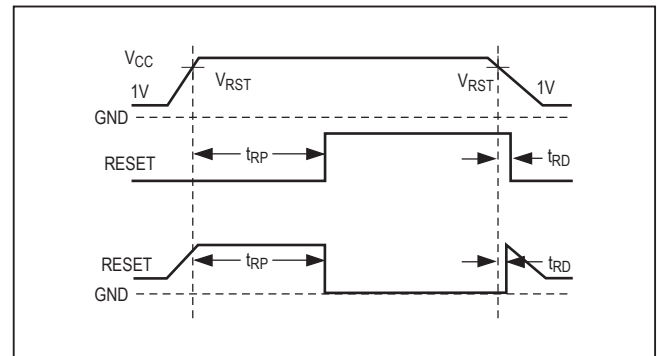 VCC
1V
VRST
VRST
1V
GND
RESET
tRP
tRD
RESET
tRP
tRD
GND